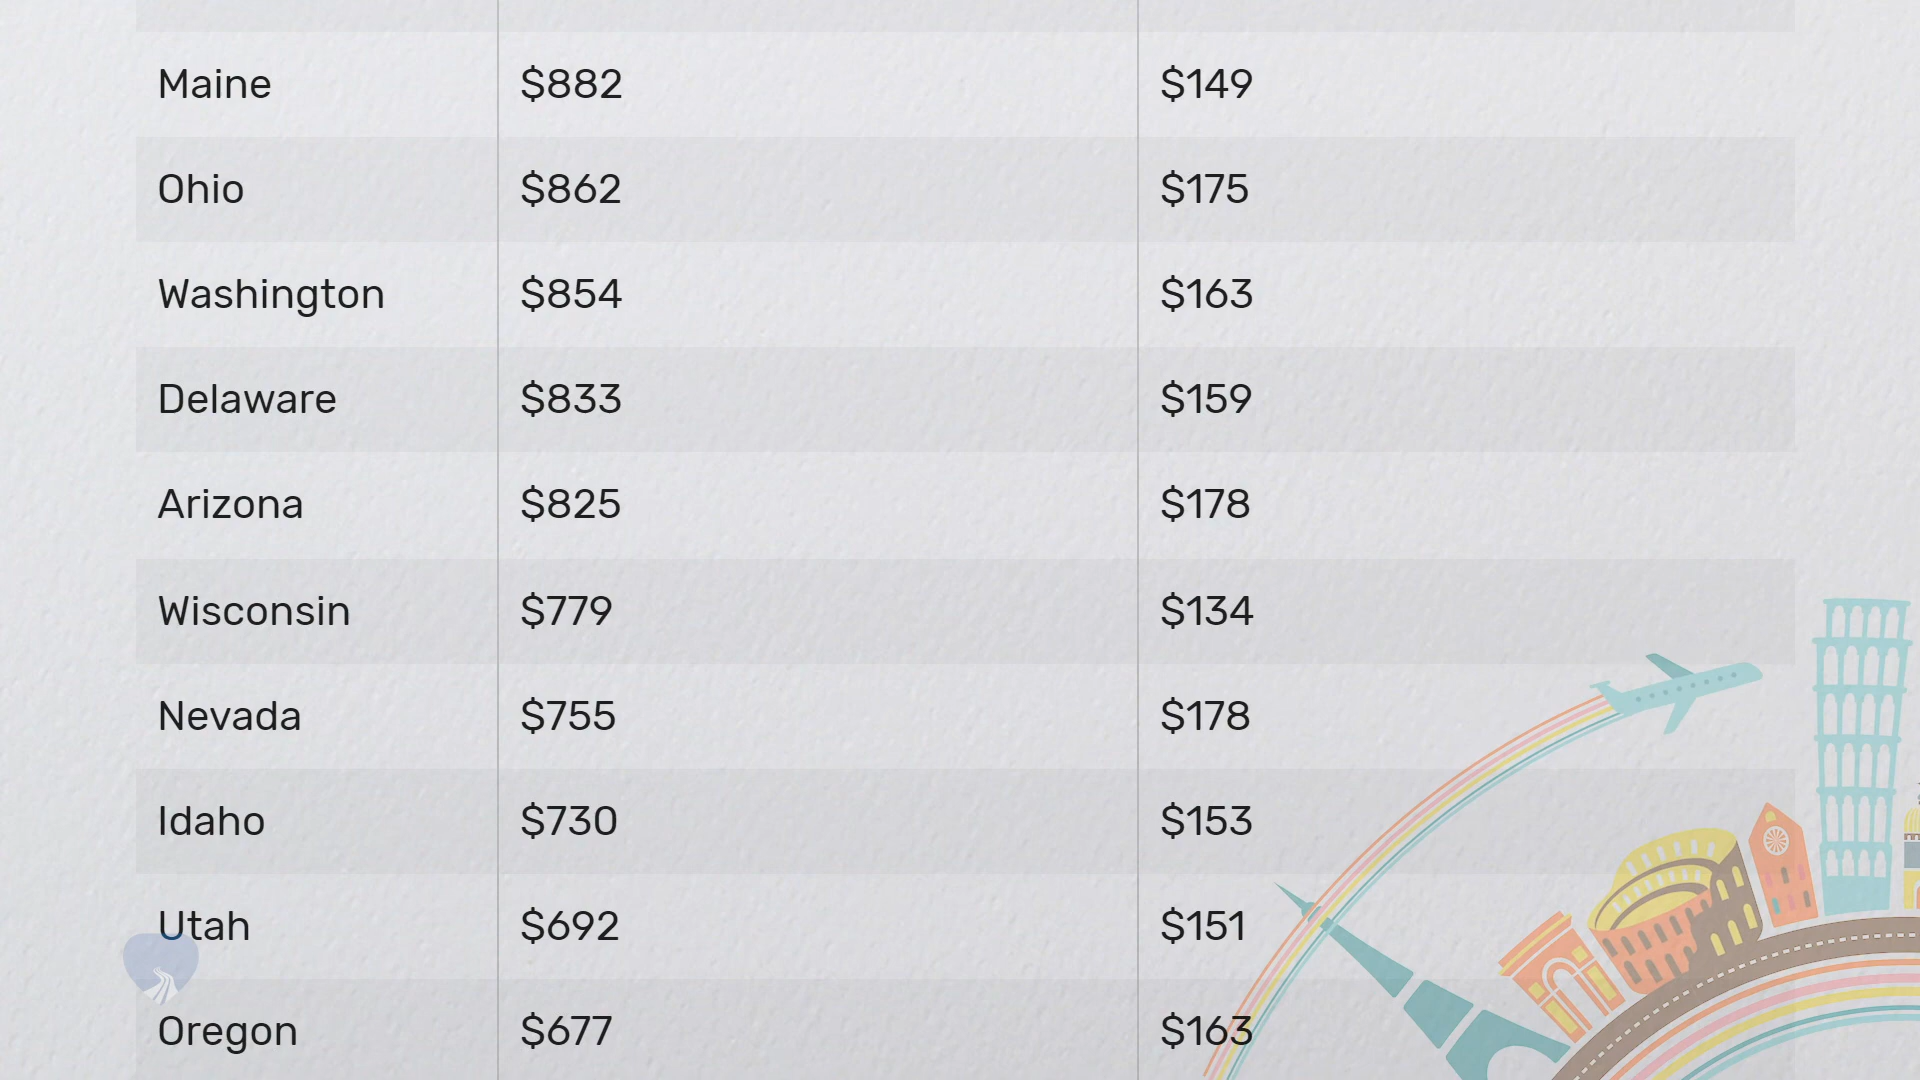 Maine $882 $149
Ohio $862 $175
Washington $854 $163
Delaware $833 $159
Arizona $825 $178
Wisconsin $779 $134
Nevada $755 $178
Idaho $730 $153
Utah $692 $151
Oregon $677 $163